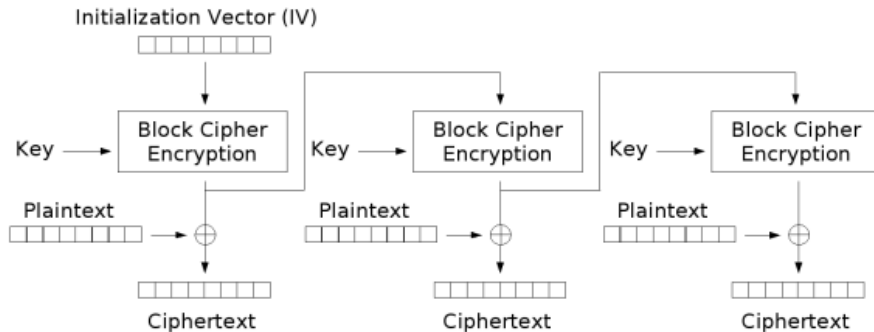 Initialization Vector (IV)
Key
Block Cipher
Encryption
Key
Block Cipher
Encryption
Key
Block Cipher
Encryption
Plaintext
Plaintext
Plaintext
Ciphertext
Ciphertext
Ciphertext